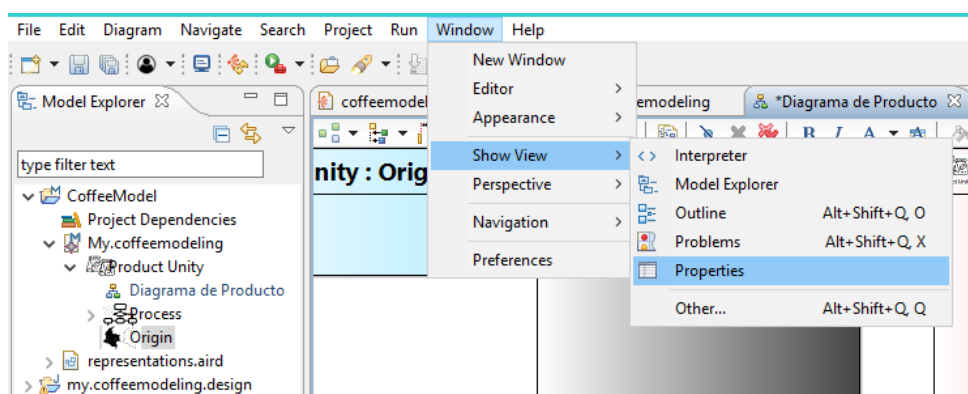 File Edit Diagram Navigate Search Project Run Window Help
Model Explorer
type filter text
CoffeeModel
Project Dependencies
My.coffeemodeling
Product Unity
Diagrama de Producto
Process
Origin
representations.aird
my.coffeemodeling.design
coffeemodel
emodeling
*Diagrama de Producto
B I A
nity : Orig
New Window
Editor
Appearance
Show View
Perspective
Navigation
Preferences
Interpreter
Model Explorer
Outline Alt+Shift+Q, O
Problems Alt+Shift+Q, X
Properties
Other... Alt+Shift+Q, Q